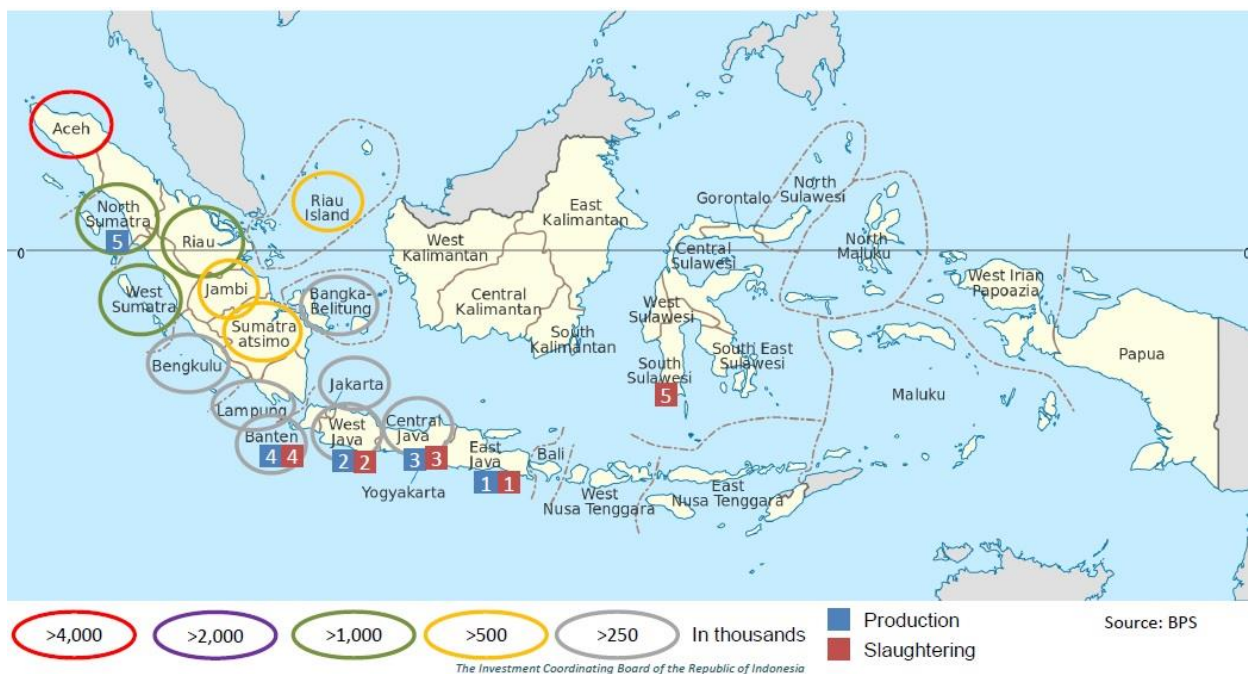 Aceh
North
Sumatra
5
Riau
Riau
Island
0
West
Sumatra
Jambi
Bangka-
Belitung
Sumatra
atsimo
Bengkulu
Lampung
Jakarta
Banten
4 4
West
Java
2 2
Central
Java
3 3
Yogyakarta
East
Java
1 1
Bali
West
Nusa Tenggara
East
Nusa Tenggara
West
Kalimantan
Central
Kalimantan
East
Kalimantan
South
Kalimantan
Gorontalo
North
Sulawesi
Central
Sulawesi
West
Sulawesi
South
Sulawesi
5
South East
Sulawesi
North
Maluku
Maluku
West Irian
Papoazia
Papua
>4,000
>2,000
>1,000
>500
>250
In thousands
Production
Slaughtering
Source: BPS
The Investment Coordinating Board of the Republic of Indonesia